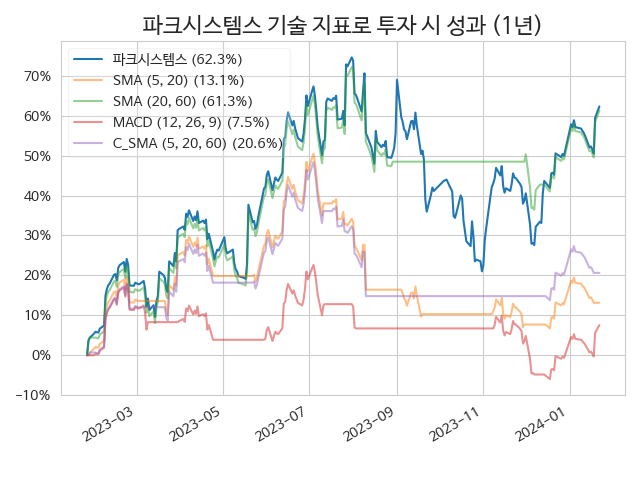 파크시스템스 기술 지표로 투자 시 성과 (1년)
파크시스템스 (62.3%)
SMA (5, 20) (13.1%)
SMA (20, 60) (61.3%)
MACD (12, 26, 9) (7.5%)
C_SMA (5, 20, 60) (20.6%)
70%
60%
50%
40%
30%
20%
10%
0%
−10%
2023−03
2023−05
2023−07
2023−09
2023−11
2024−01